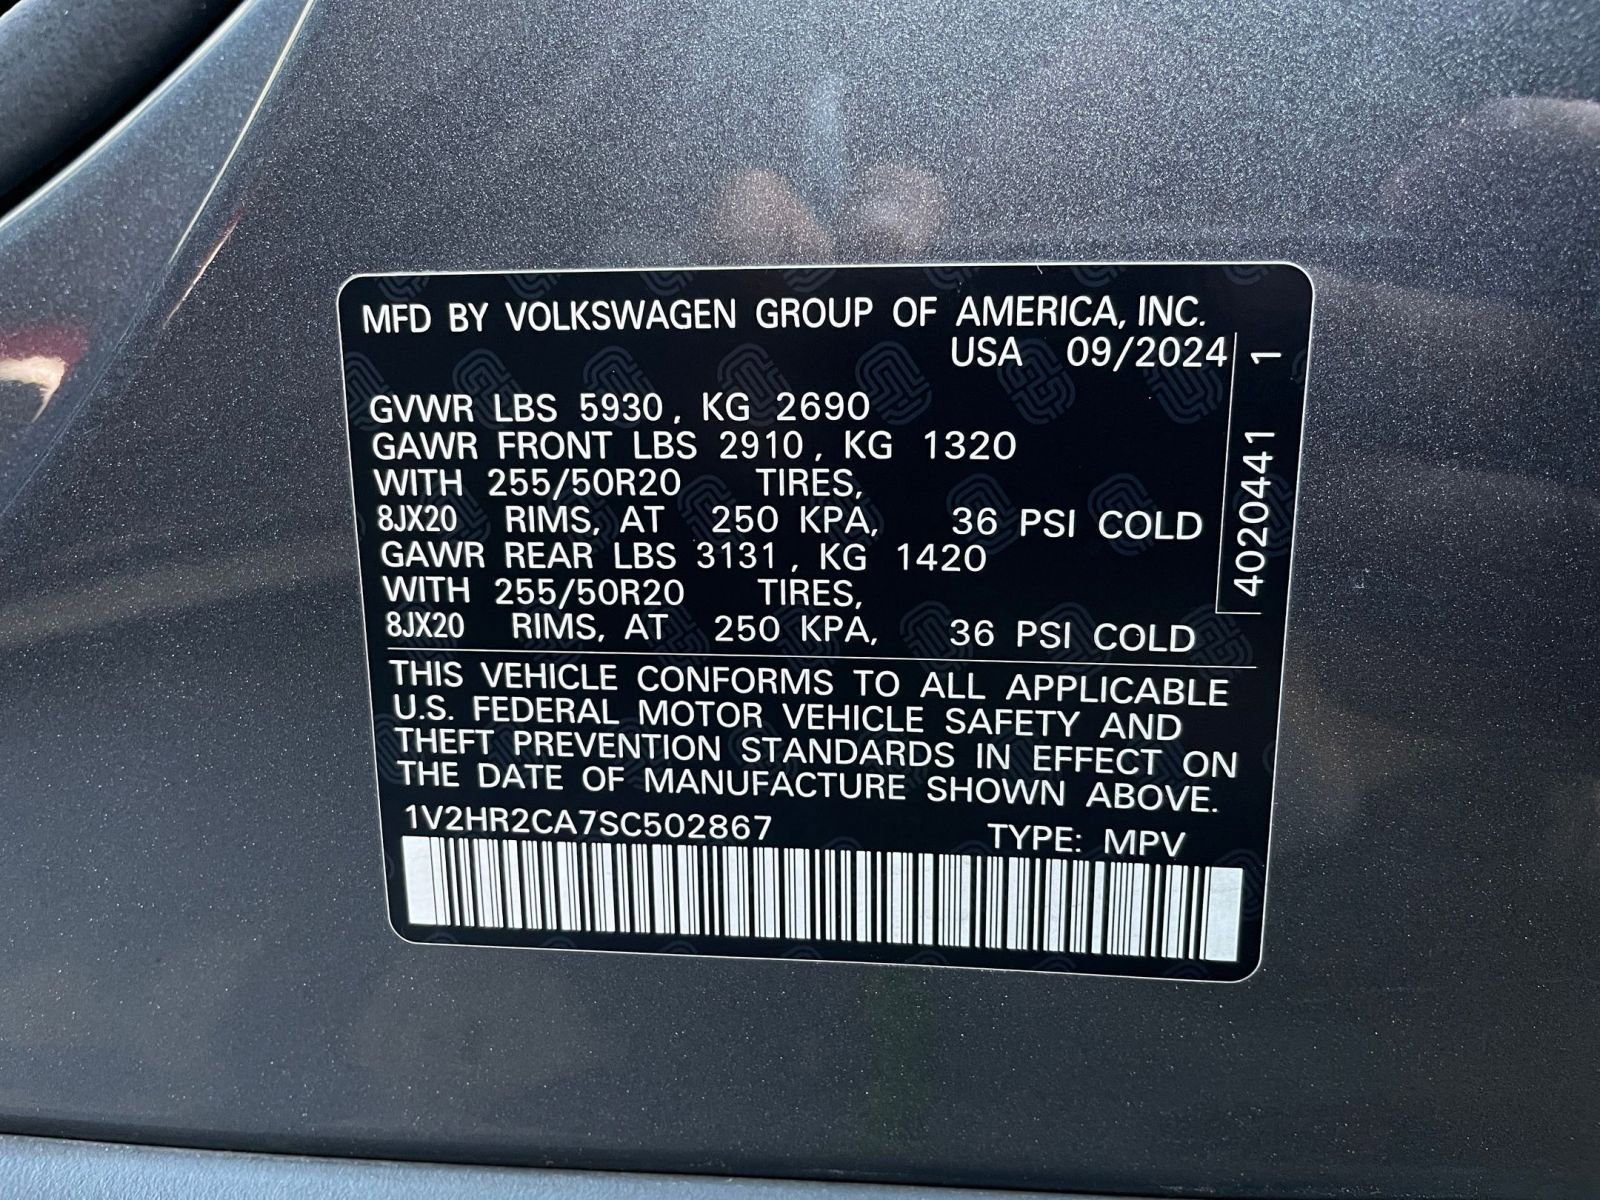 MFD BY VOLKSWAGEN GROUP OF AMERICA, INC.
USA 09/2024
GVWR LBS 5930, KG 2690
GAWR FRONT LBS 2910, KG 1320
WITH 255/50R20 TIRES,
8JX20 RIMS, AT 250 KPA, 36 PSI COLD
GAWR REAR LBS 3131, KG 1420
WITH 255/50R20 TIRES,
8JX20 RIMS, AT 250 KPA, 36 PSI COLD
THIS VEHICLE CONFORMS TO ALL APPLICABLE
U.S. FEDERAL MOTOR VEHICLE SAFETY AND
THEFT PREVENTION STANDARDS IN EFFECT ON
THE DATE OF MANUFACTURE SHOWN ABOVE.
1V2HR2CA7SC502867 TYPE: MPV
40204411 1